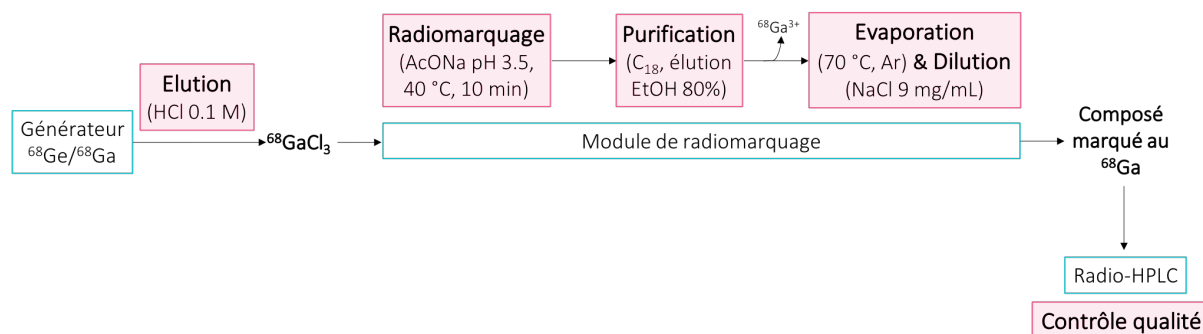 Générateur
⁶⁸Ge/⁶⁸Ga
Elution
(HCl 0.1 M)
⁶⁸GaCl₃
Radiomarquage
(AcONa pH 3.5,
40 °C, 10 min)
Purification
(C₁₈, élution
EtOH 80%)
⁶⁸Ga³⁺
Evaporation
(70 °C, Ar) & Dilution
(NaCl 9 mg/mL)
Module de radiomarquage
Composé
marqué au
⁶⁸Ga
Radio-HPLC
Contrôle qualité